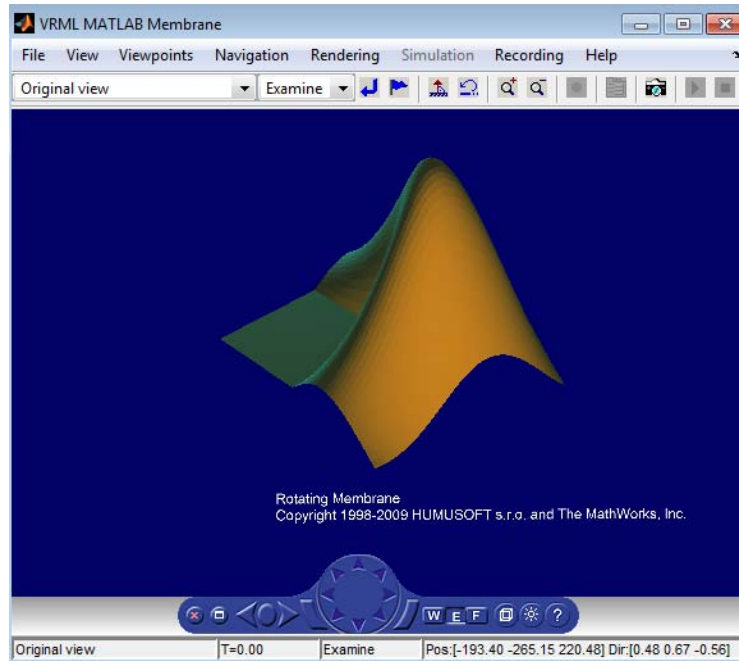 VRML MATLAB Membrane
File View Viewpoints Navigation Rendering Simulation Recording Help
Original view Examine
Rotating Membrane
Copyright 1998-2009 HUMUSOFT s.r.o. and The MathWorks, Inc.
W E F ?
Original view T=0.00 Examine Pos:[-193.40 -265.15 220.48] Dir:[0.48 0.67 -0.56]